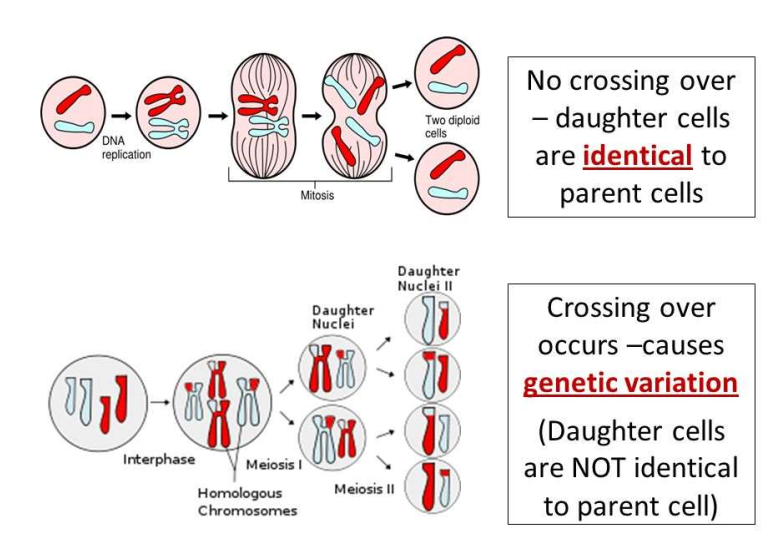 DNA
replication
Mitosis
Two diploid
cells
No crossing over
– daughter cells
are identical to
parent cells
Interphase
Meiosis I
Homologous
Chromosomes
Daughter
Nuclei
Meiosis II
Daughter
Nuclei II
Crossing over
occurs –causes
genetic variation
(Daughter cells
are NOT identical
to parent cell)